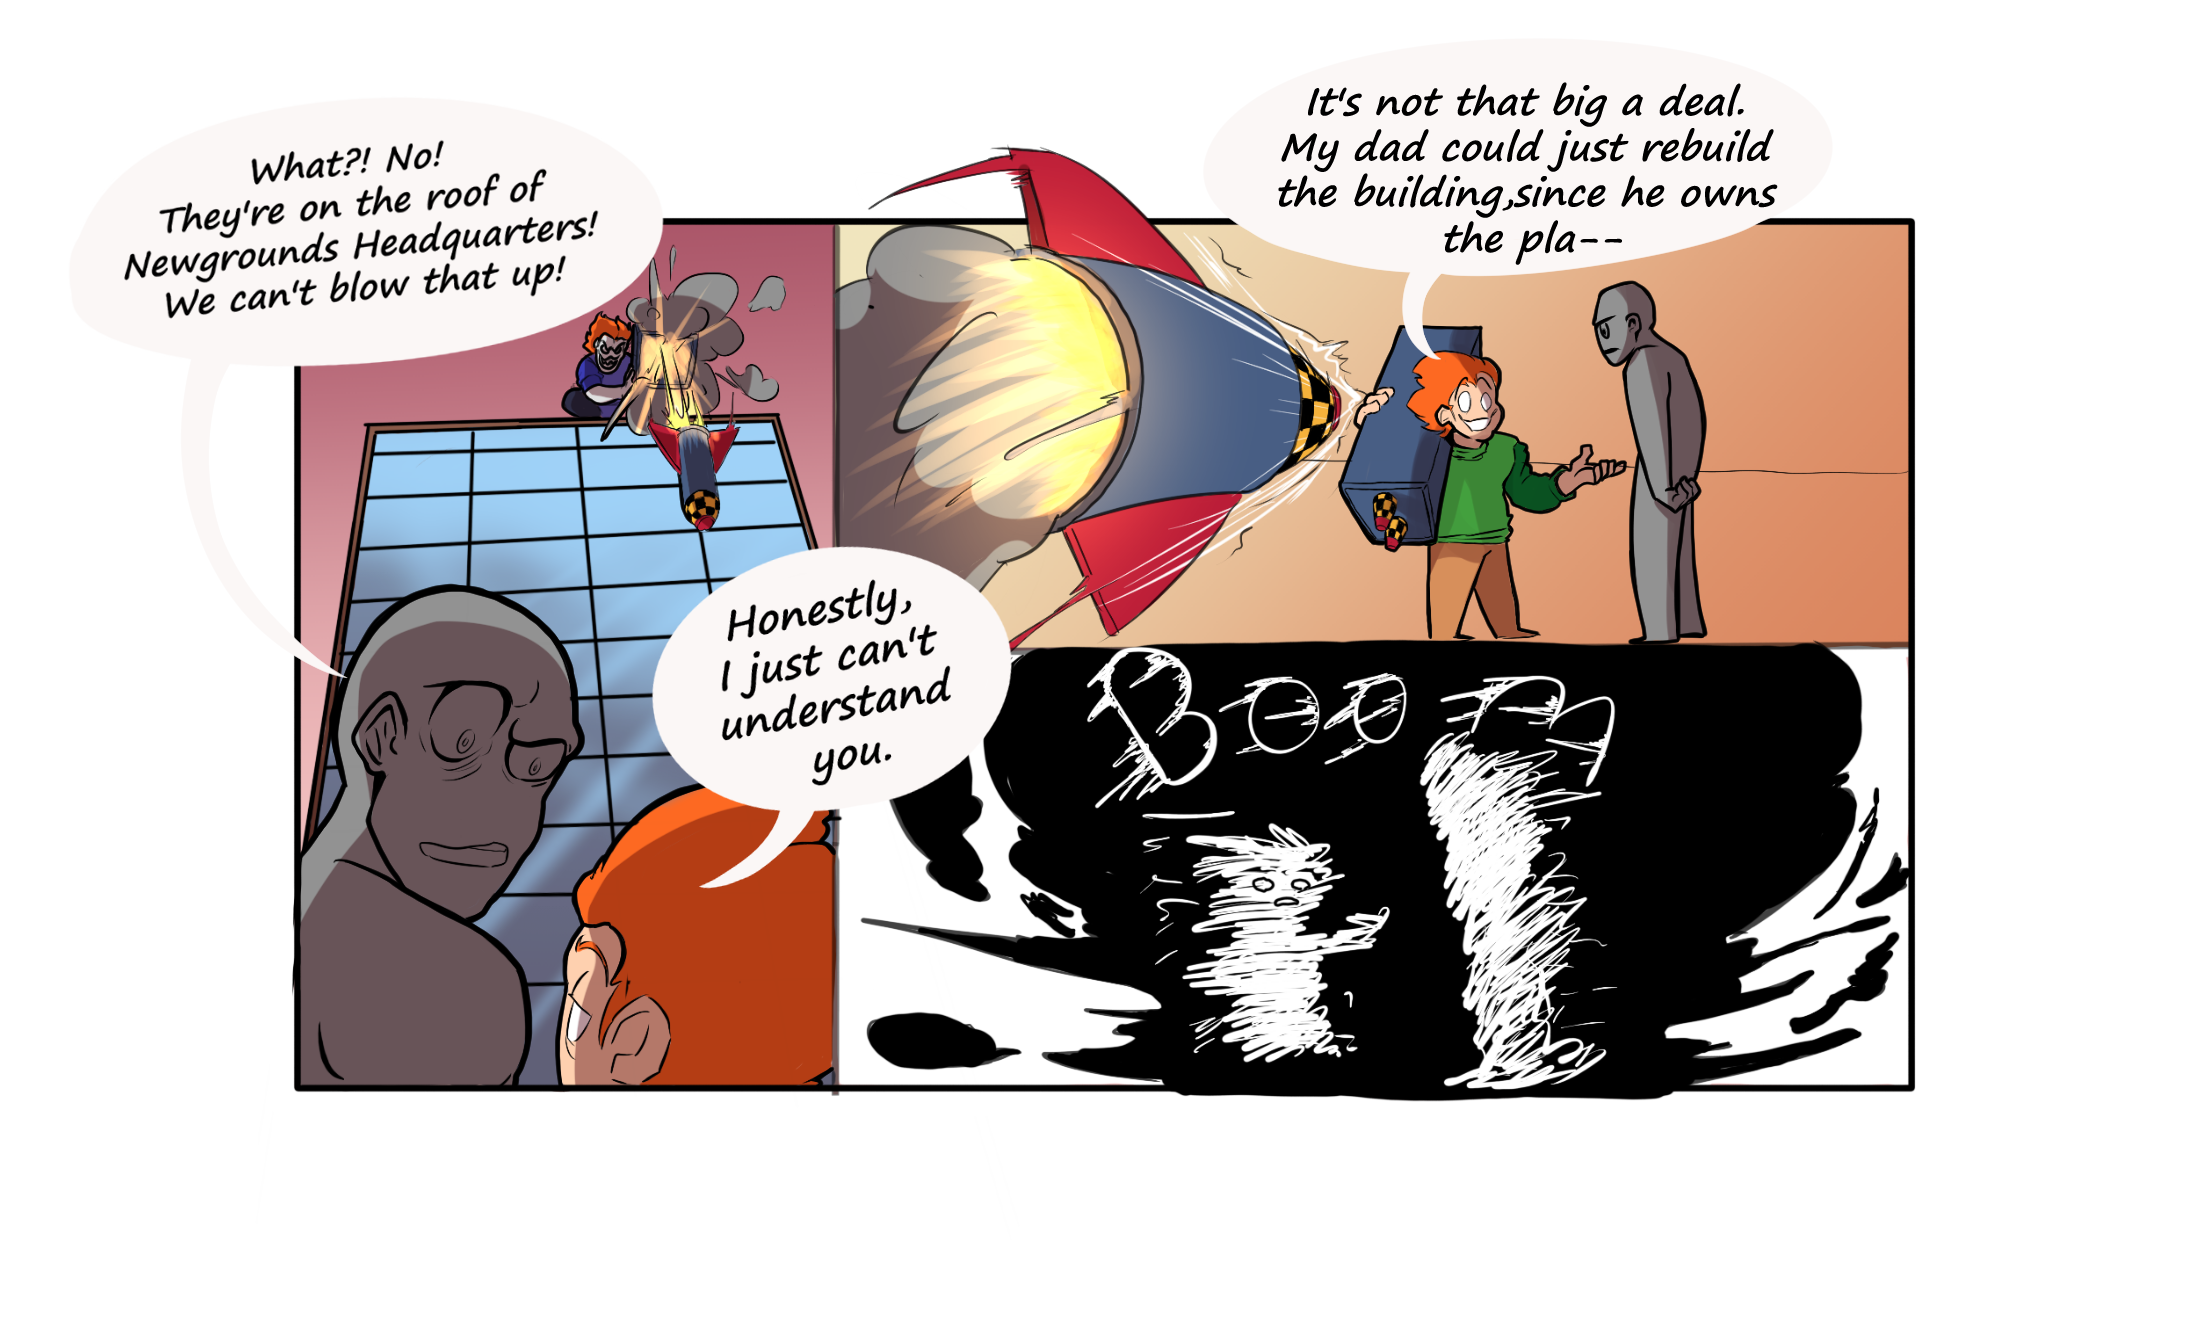 What?! No!
They're on the roof of
Newgrounds Headquarters!
We can't blow that up!
Honestly,
I just can't
understand
you.
It's not that big a deal.
My dad could just rebuild
the building,since he owns
the pla--
BOOM